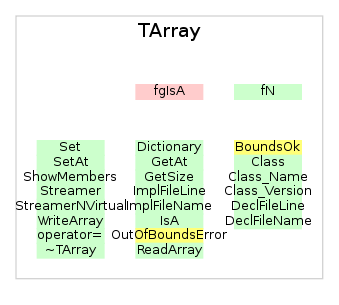 TArray
fgIsA
fN
Set
SetAt
ShowMembers
Streamer
StreamerNVirtual
WriteArray
operator=
~TArray
Dictionary
GetAt
GetSize
ImplFileLine
ImplFileName
IsA
OutOfBoundsError
ReadArray
BoundsOk
Class
Class_Name
Class_Version
DeclFileLine
DeclFileName